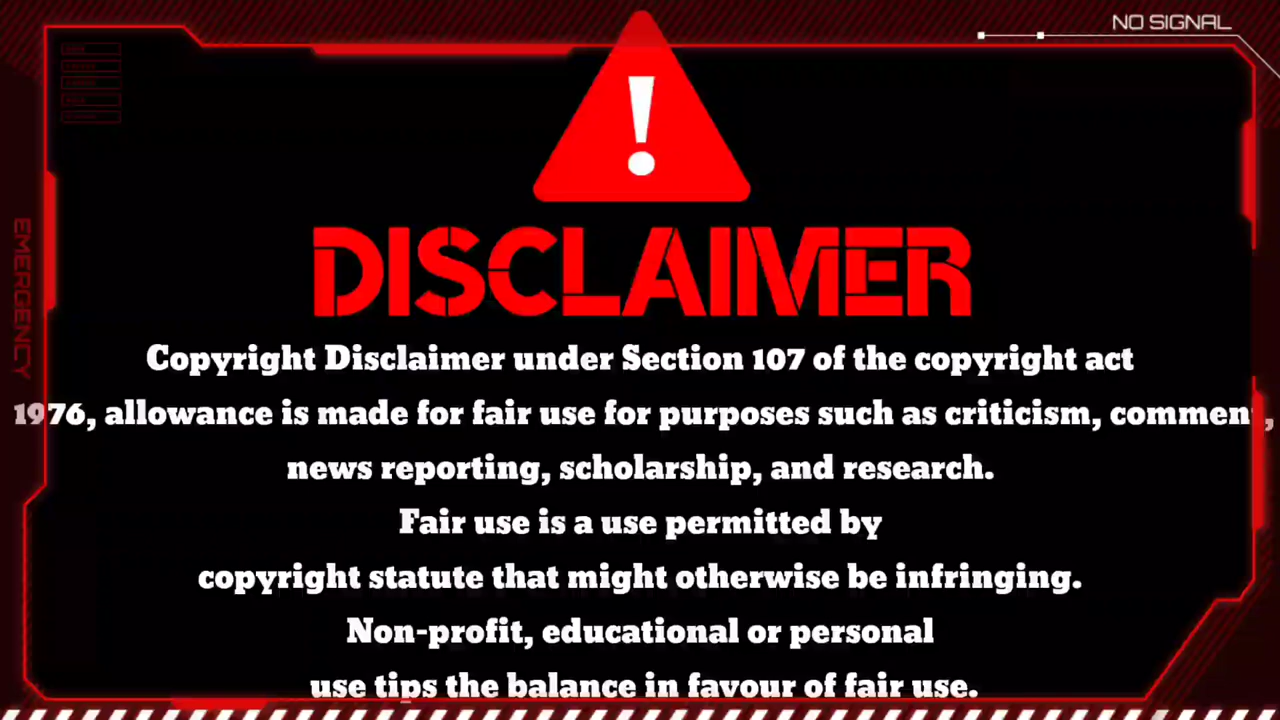 NO SIGNAL
EMERGENCY
DISCLAIMER
Copyright Disclaimer under Section 107 of the copyright act
1976, allowance is made for fair use for purposes such as criticism, comment,
news reporting, scholarship, and research.
Fair use is a use permitted by
copyright statute that might otherwise be infringing.
Non-profit, educational or personal
use tips the balance in favour of fair use.